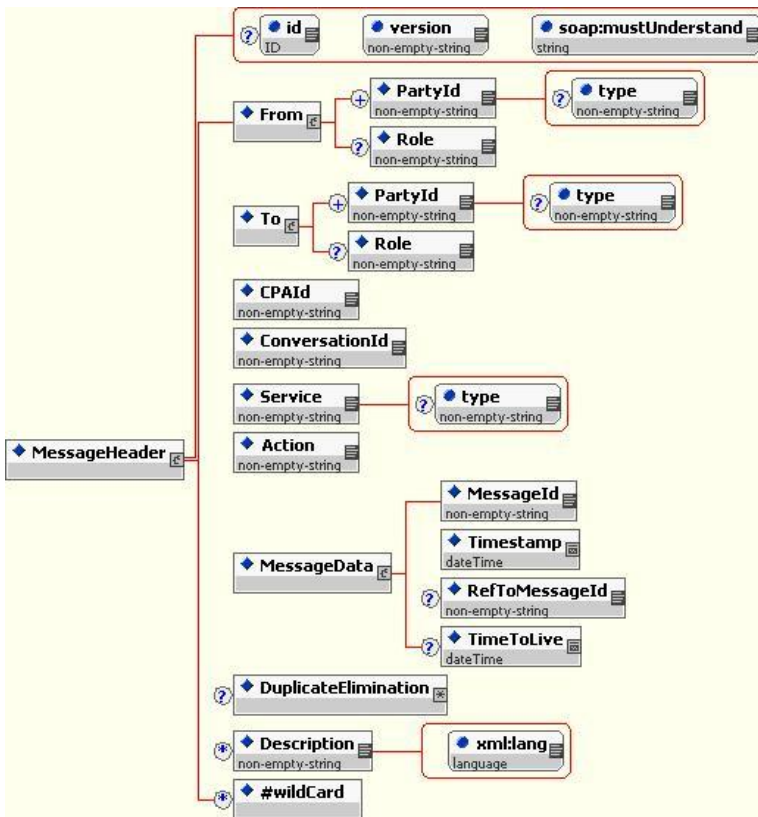 ? id version soap:mustUnderstand
ID non-empty-string string
From
+ PartyId ? type
non-empty-string non-empty-string
? Role
non-empty-string
To
+ PartyId ? type
non-empty-string non-empty-string
? Role
non-empty-string
CPAId
non-empty-string
ConversationId
non-empty-string
Service ? type
non-empty-string non-empty-string
MessageHeader
Action
non-empty-string
MessageData
MessageId
non-empty-string
Timestamp
dateTime
? RefToMessageId
non-empty-string
? TimeToLive
dateTime
? DuplicateElimination
* Description xml:lang
non-empty-string language
* #wildCard